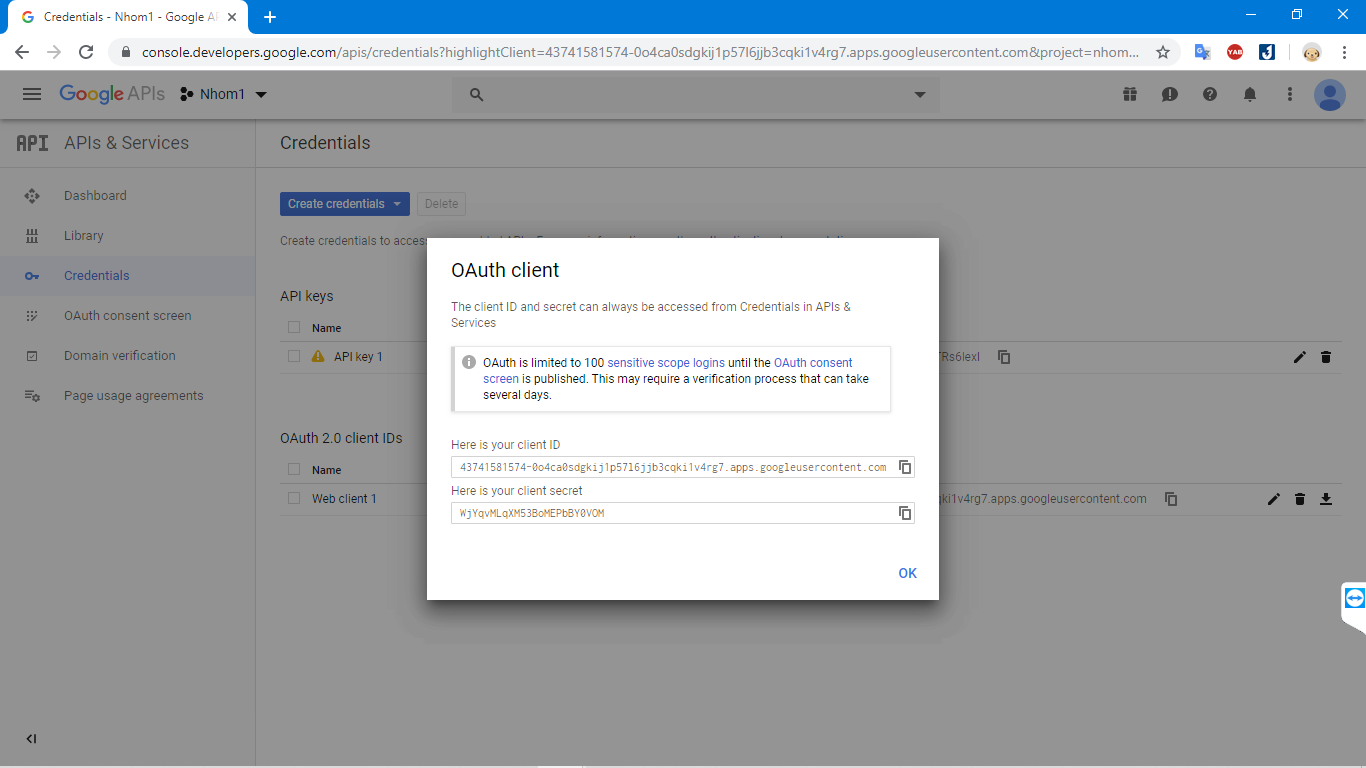 Credentials - Nhom1 - Google AP
console.developers.google.com/apis/credentials?highlightClient=43741581574-0o4ca0sdgkij1p57l6jjb3cqki1v4rg7.apps.googleusercontent.com&project=nhom...
YAB
Google APIs Nhom1
API APIs & Services
Credentials
Dashboard
Library
Credentials
OAuth consent screen
Domain verification
Page usage agreements
Create credentials Delete
Create credentials to
API keys
Name
API key 1
OAuth 2.0 client IDs
Name
Web client 1 ki1v4rg7.apps.googleusercontent.com
OAuth client
The client ID and secret can always be accessed from Credentials in APIs &
Services
OAuth is limited to 100 sensitive scope logins until the OAuth consent
screen is published. This may require a verification process that can take
several days.
Here is your client ID
43741581574-0o4ca0sdgkij1p57l6jjb3cqki1v4rg7.apps.googleusercontent.com
Here is your client secret
WjYqvMLqXM53BoMEPbBY0VOM
OK